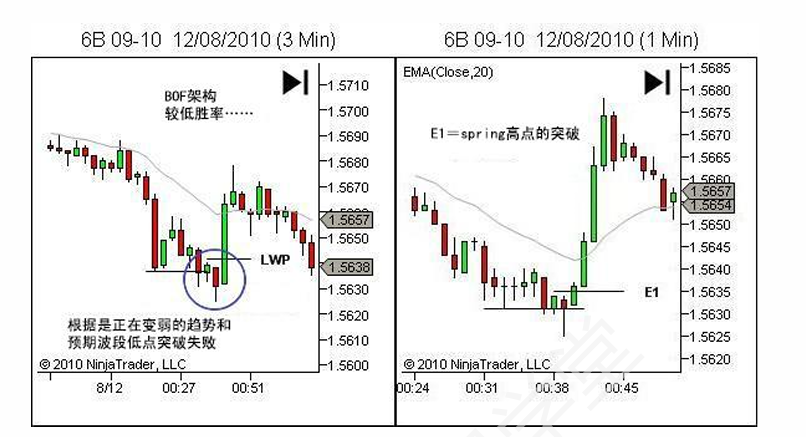 6B 09-10 12/08/2010 (3 Min)
BOF架构
较低胜率……
1.5710
1.5700
1.5690
1.5680
1.5670
1.5657
1.5650
1.5638
1.5630
1.5620
1.5610
1.5600
LWP
根据是正在变弱的趋势和
预期波段低点突破失败
© 2010 NinjaTrader, LLC
8/12 00:27 00:51
6B 09-10 12/08/2010 (1 Min)
EMA(Close,20)
E1=spring高点的突破
1.5685
1.5680
1.5675
1.5670
1.5665
1.5660
1.5657
1.5654
1.5650
1.5645
1.5640
1.5635
1.5630
1.5625
1.5620
E1
© 2010 NinjaTrader, LLC
00:24 00:31 00:38 00:45